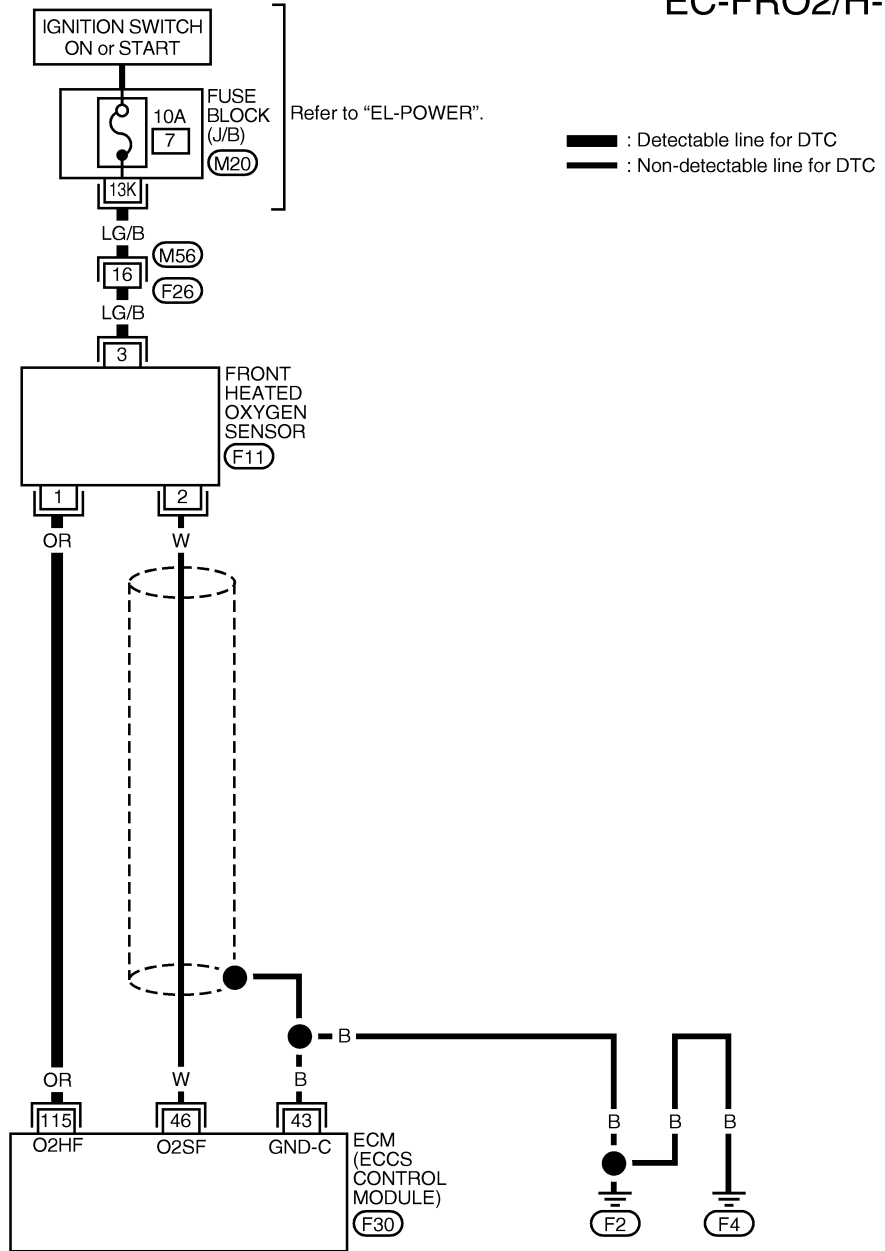 EC-FRO2/H-
IGNITION SWITCH
ON or START
FUSE
BLOCK
(J/B)
10A
7
M20
Refer to “EL-POWER”.
: Detectable line for DTC
: Non-detectable line for DTC
13K
LG/B
M56
16
F26
LG/B
3
FRONT
HEATED
OXYGEN
SENSOR
F11
1
2
OR
W
B
OR
W
B
B
B
B
115
46
43
O2HF
O2SF
GND-C
ECM
(ECCS
CONTROL
MODULE)
F30
F2
F4